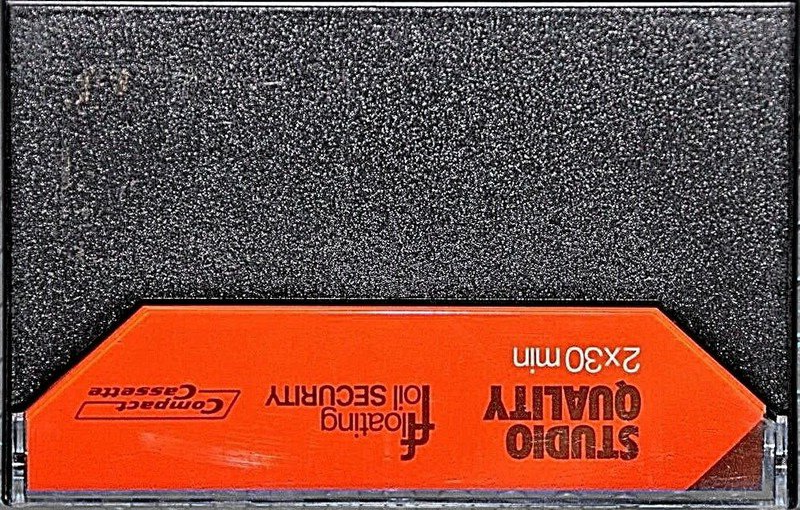 STUDIO
QUALITY
2x30 min
floating
foil SECURITY
Compact
Cassette